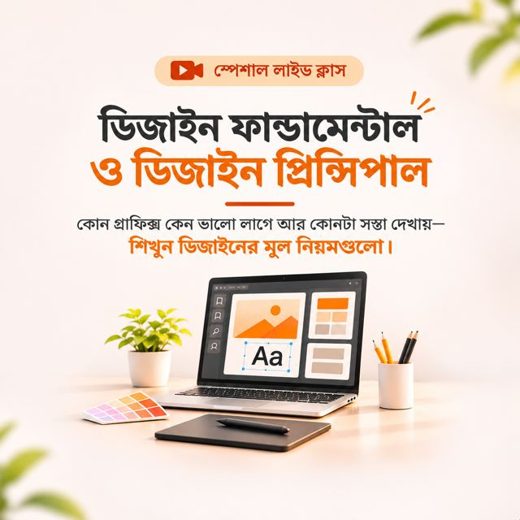 স্পেশাল লাইভ ক্লাস
ডিজাইন ফান্ডামেন্টাল
ও ডিজাইন প্রিন্সিপাল
কোন গ্রাফিক্স কেন ভালো লাগে আর কোনটা সস্তা দেখায়—
শিখুন ডিজাইনের মূল নিয়মগুলো।
Aa